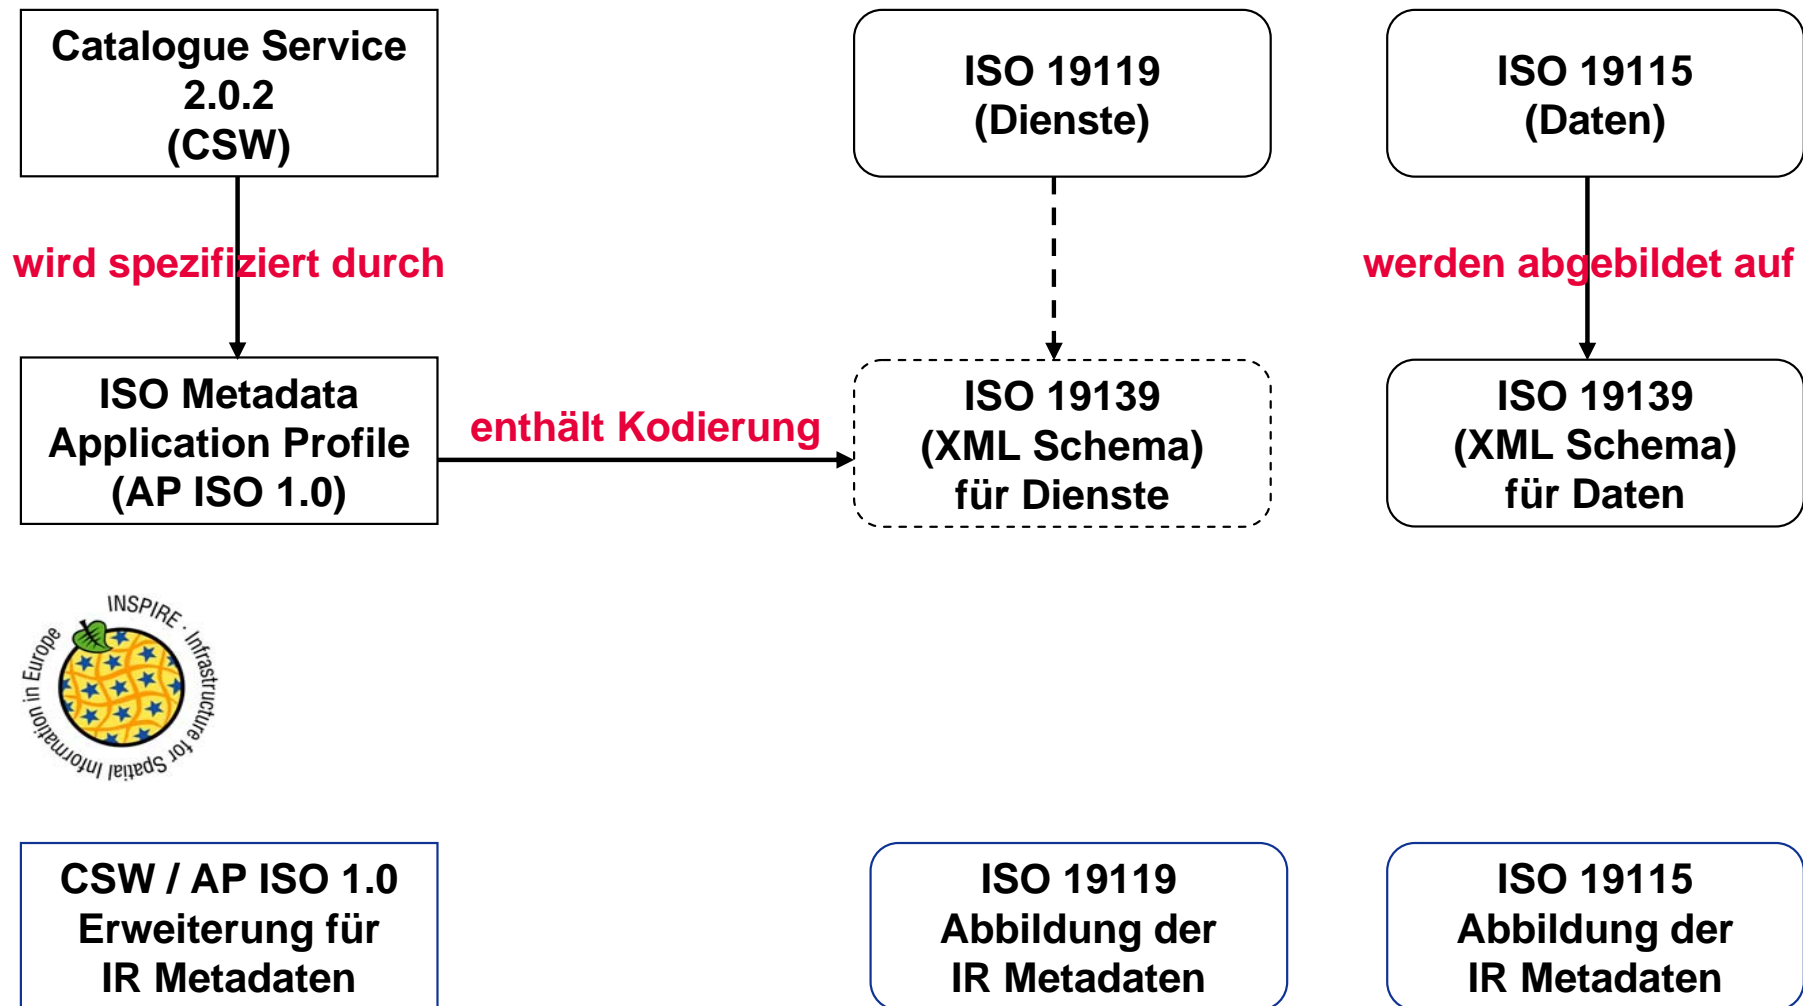 Catalogue Service
2.0.2
(CSW)
ISO 19119
(Dienste)
ISO 19115
(Daten)
wird spezifiziert durch
werden abgebildet auf
ISO Metadata
Application Profile
(AP ISO 1.0)
enthält Kodierung
ISO 19139
(XML Schema)
für Dienste
ISO 19139
(XML Schema)
für Daten
INSPIRE · Infrastructure for Spatial Information in Europe
CSW / AP ISO 1.0
Erweiterung für
IR Metadaten
ISO 19119
Abbildung der
IR Metadaten
ISO 19115
Abbildung der
IR Metadaten